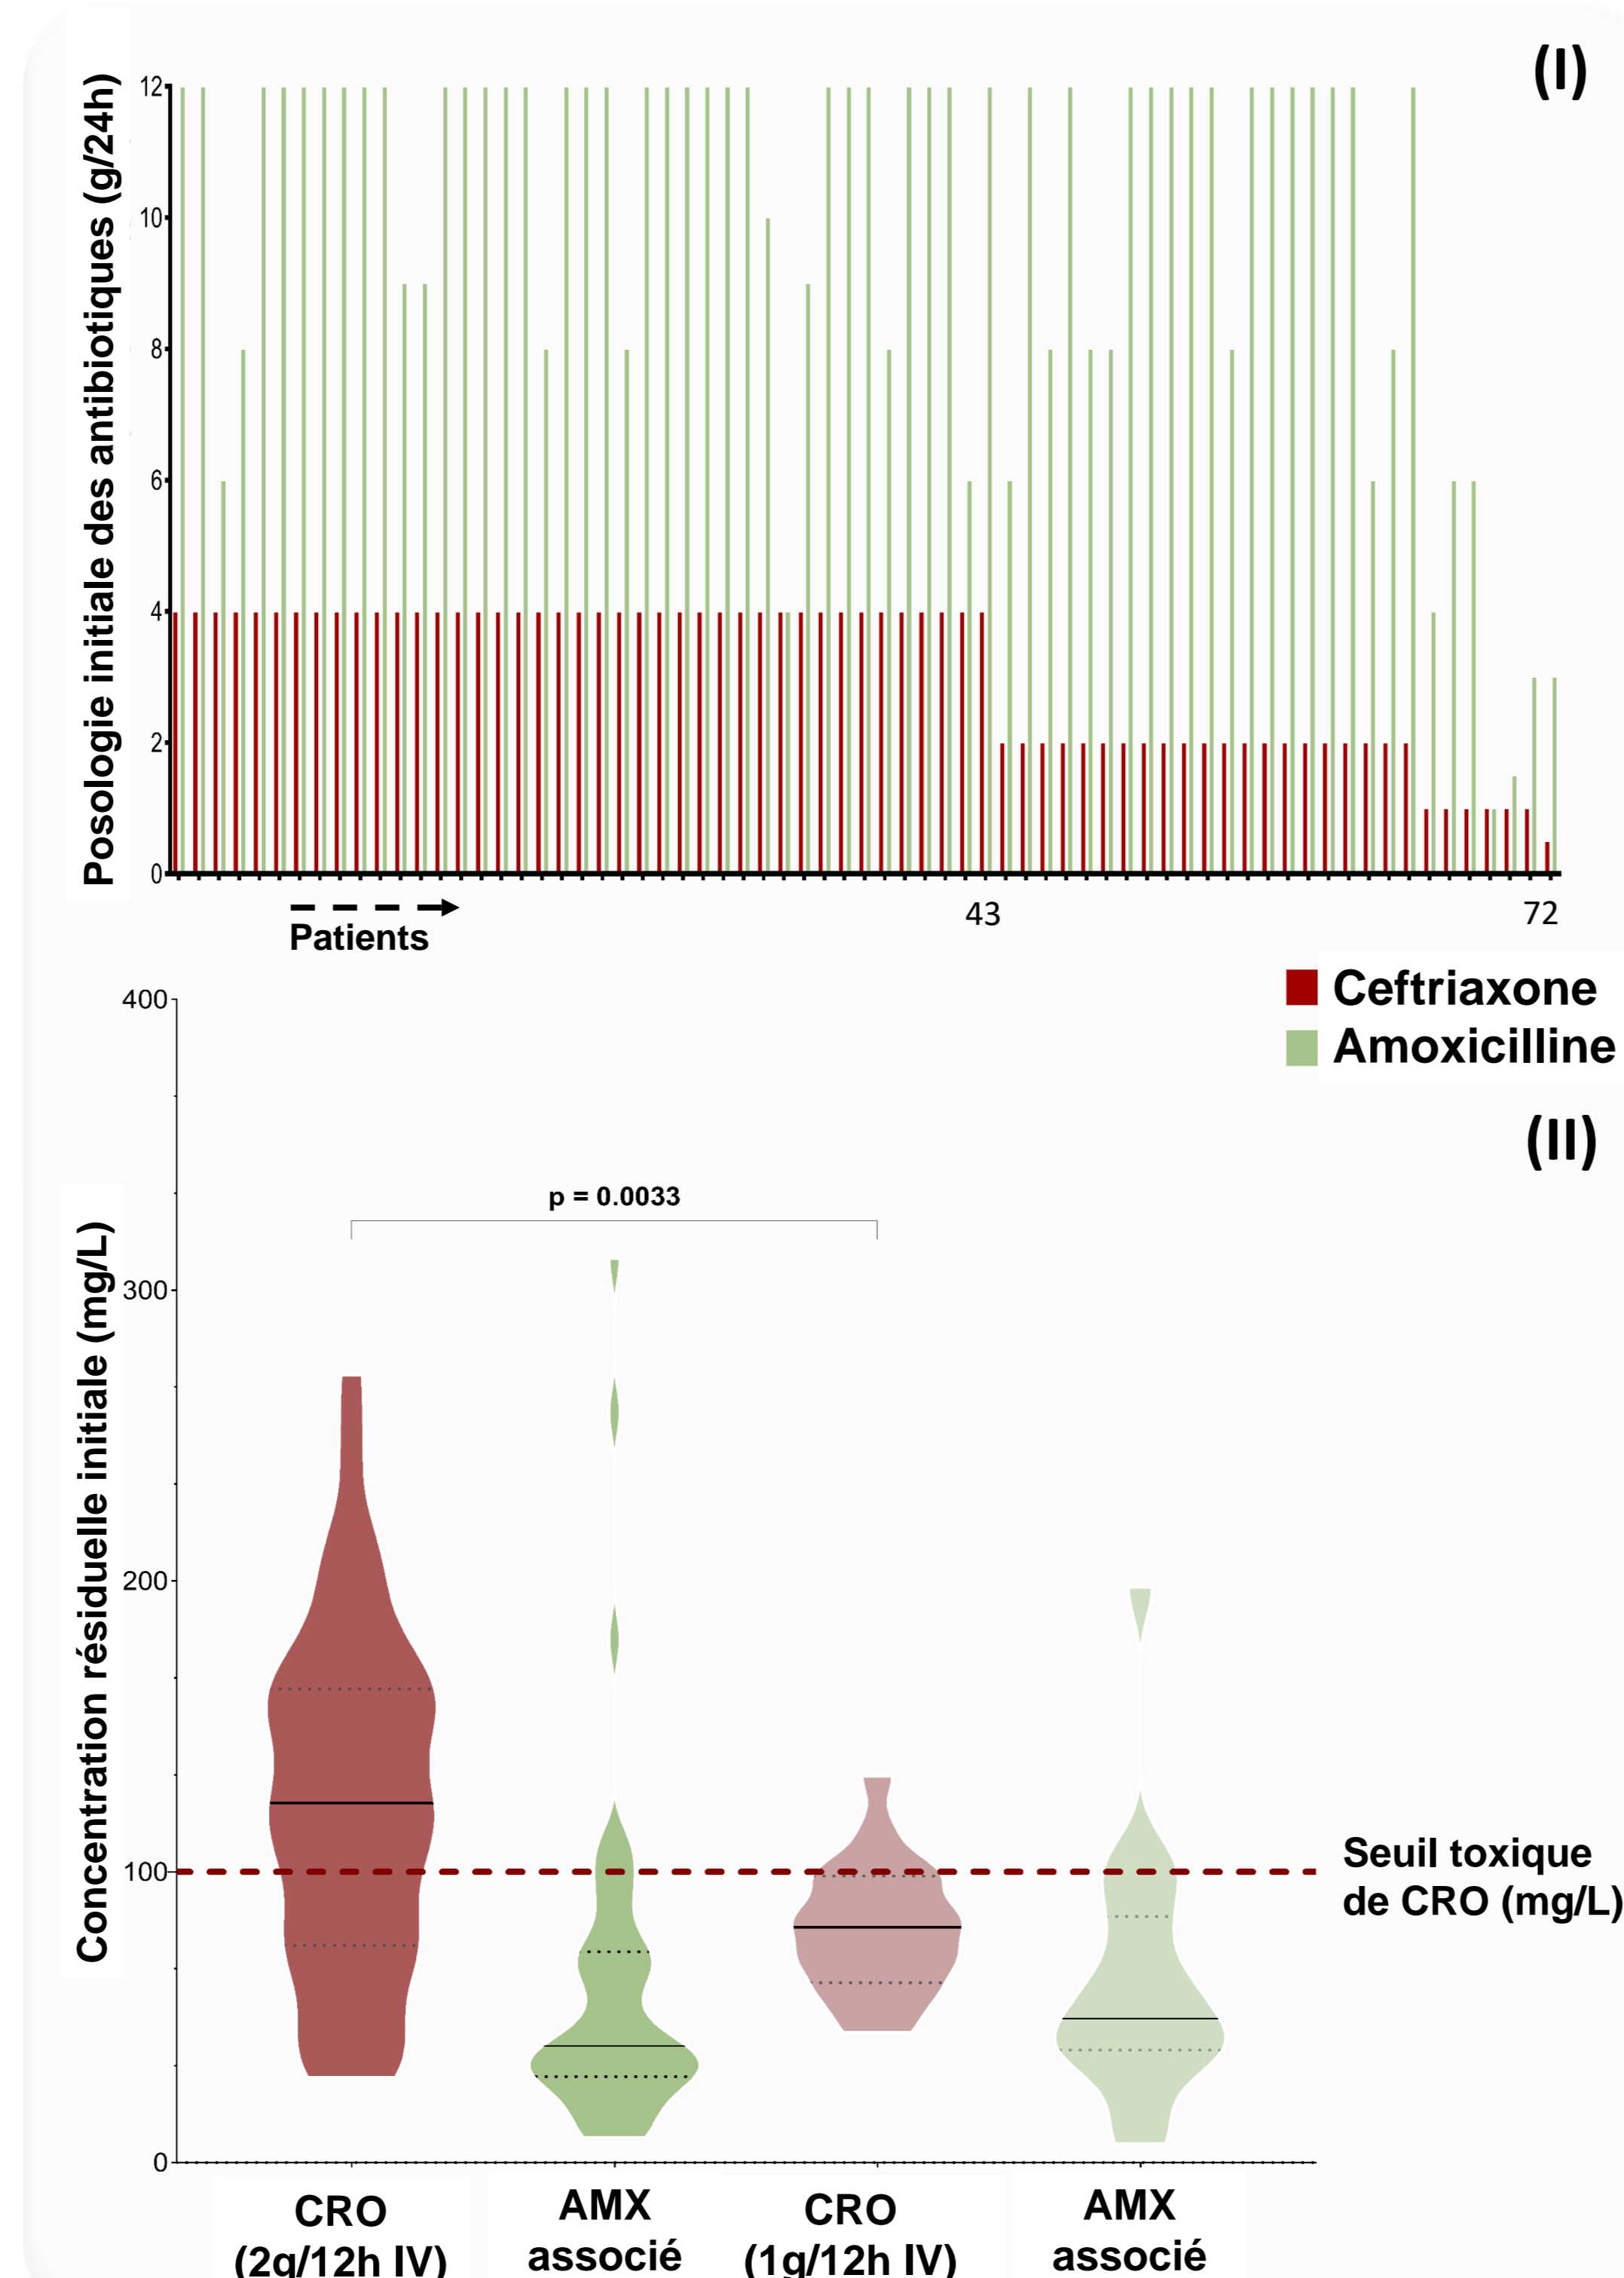 (I)
Posologie initiale des antibiotiques (g/24h)
12
10
8
6
4
2
0
43
72
Patients
Ceftriaxone
Amoxicilline
(II)
Concentration résiduelle initiale (mg/L)
400
300
200
100
0
p = 0.0033
Seuil toxique
de CRO (mg/L)
CRO
(2g/12h IV)
AMX
associé
CRO
(1g/12h IV)
AMX
associé